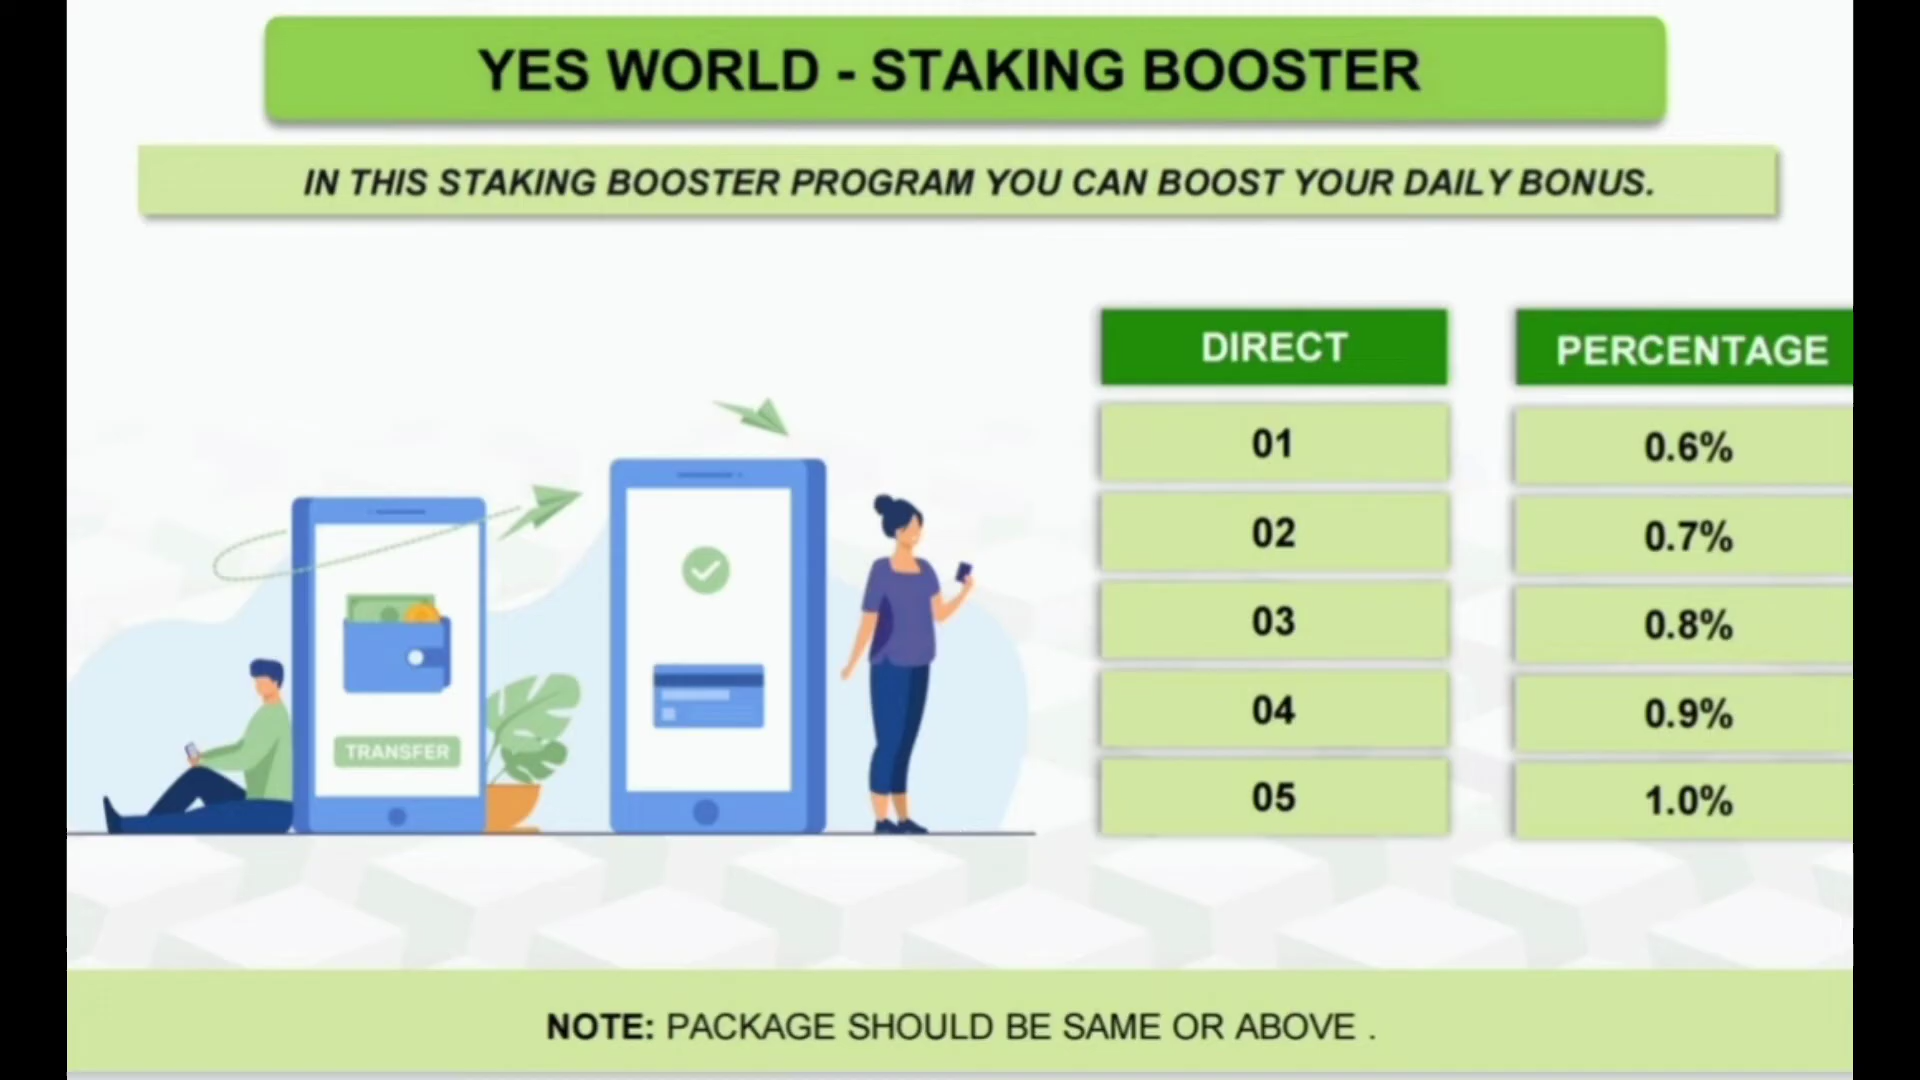 YES WORLD - STAKING BOOSTER
IN THIS STAKING BOOSTER PROGRAM YOU CAN BOOST YOUR DAILY BONUS.
DIRECT PERCENTAGE
01 0.6%
02 0.7%
03 0.8%
04 0.9%
05 1.0%
TRANSFER
NOTE: PACKAGE SHOULD BE SAME OR ABOVE .